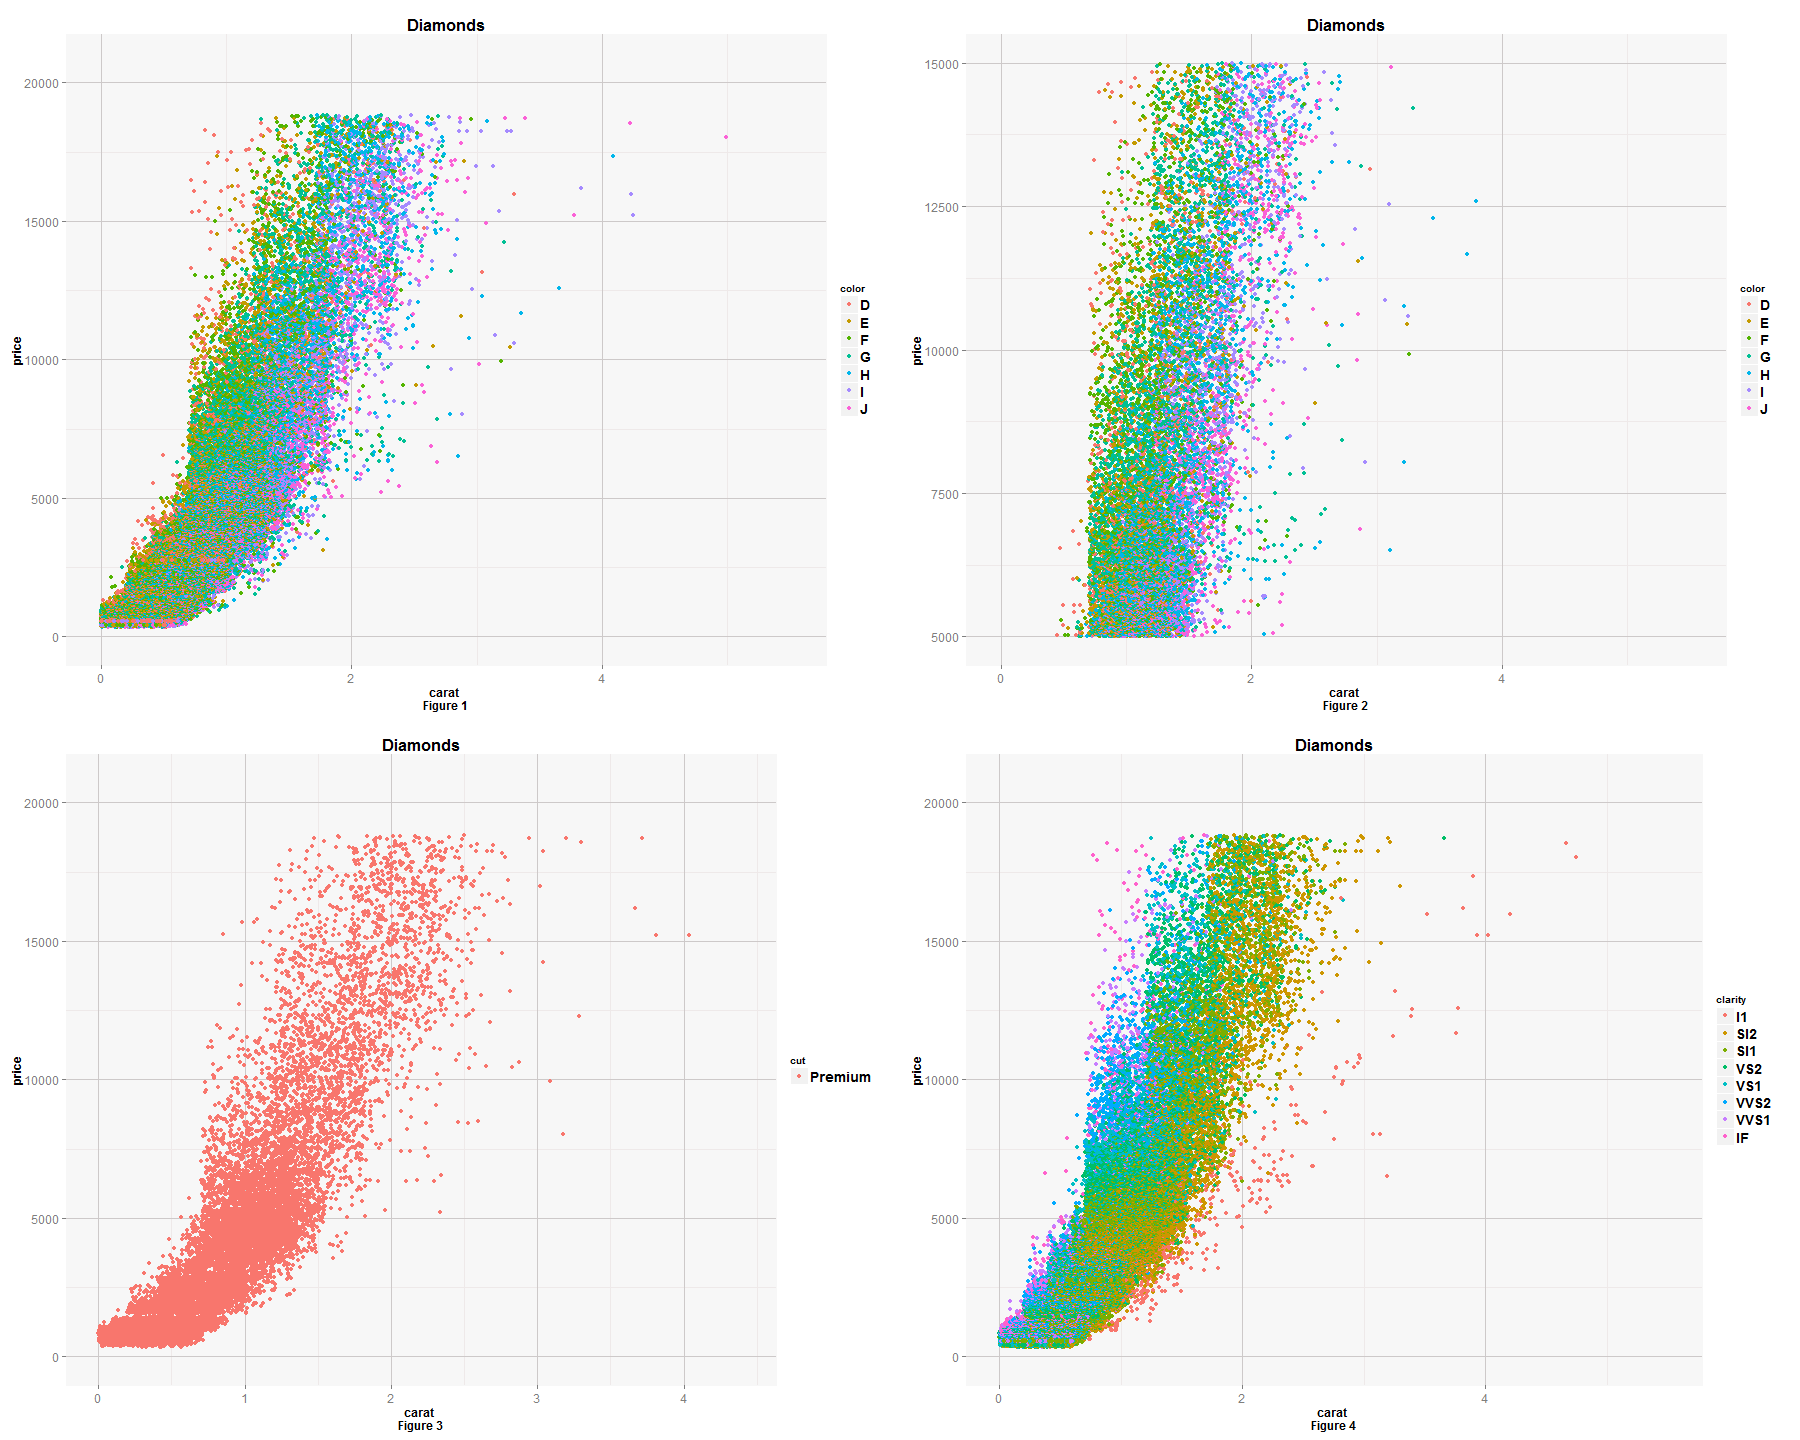 Diamonds
20000
15000
10000
5000
0
price
0 2 4
carat
Figure 1
color
D
E
F
G
H
I
J
Diamonds
15000
12500
10000
7500
5000
price
0 2 4
carat
Figure 2
color
D
E
F
G
H
I
J
Diamonds
20000
15000
10000
5000
0
price
0 1 2 3 4
carat
Figure 3
cut
Premium
Diamonds
20000
15000
10000
5000
0
price
0 2 4
carat
Figure 4
clarity
I1
SI2
SI1
VS2
VS1
VVS2
VVS1
IF